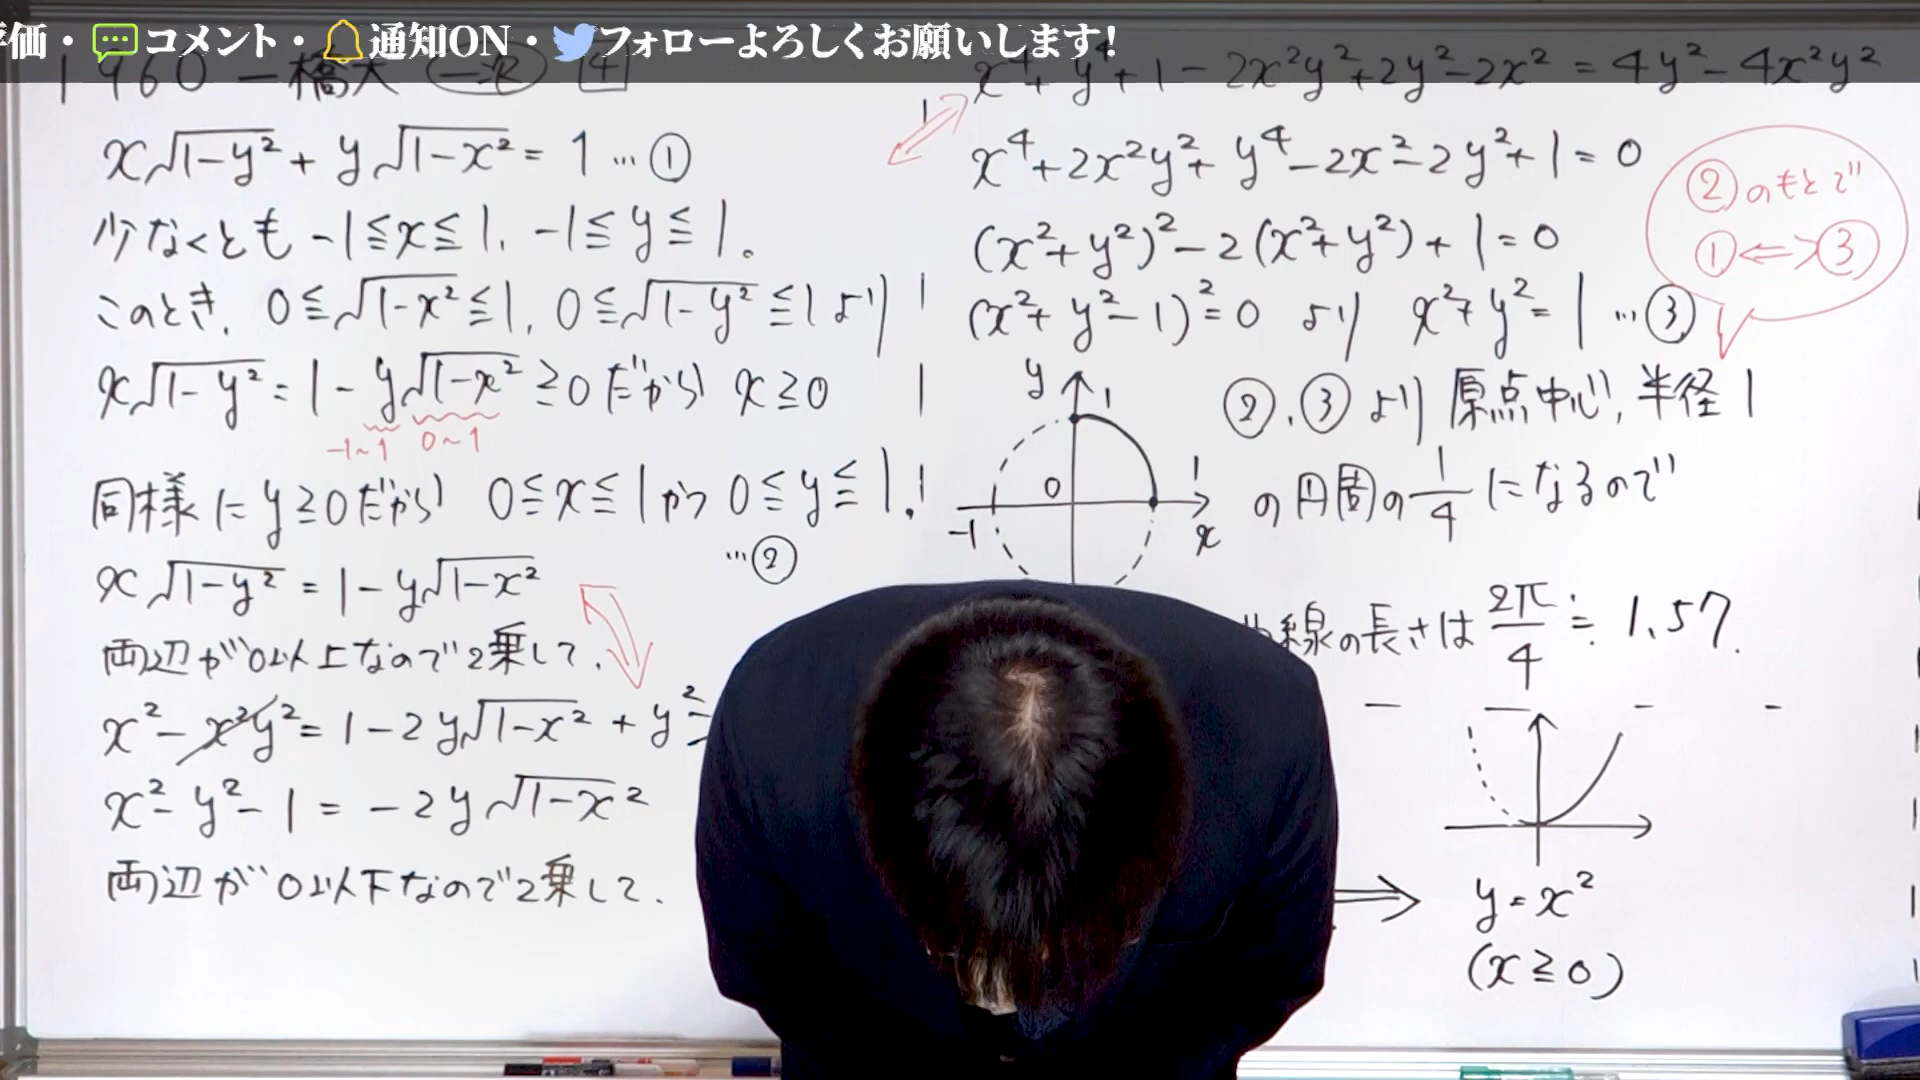 評価・コメント・通知ON・フォローよろしくお願いします!
1960 一橋大 一次 4
x√(1-y²) + y√(1-x²) = 1 … ①
少なくとも -1≦x≦1, -1≦y≦1。
このとき, 0≦√(1-x²)≦1, 0≦√(1-y²)≦1より
x√(1-y²) = 1-y√(1-x²) ≧0だから x≧0
-1~1 0~1
同様に y≧0だから 0≦x≦1かつ0≦y≦1.
…②
x√(1-y²) = 1-y√(1-x²)
両辺が0以上なので2乗して,
x²-x²y² = 1-2y√(1-x²) + y²-
x²-y²-1 = -2y√(1-x²)
両辺が0以下なので2乗して.
x⁴+y⁴+1-2x²y²+2y²-2x² = 4y²-4x²y²
x⁴+2x²y²+y⁴-2x²-2y²+1=0
(x²+y²)²-2(x²+y²)+1=0
(x²+y²-1)²=0 より x²+y²=1 …③
②のもとで
①⇔③
y
1
0
1
-1
x
②,③より 原点中心, 半径1
の円周の1/4になるので
線の長さは 2π/4 ≒ 1.57.
⇒ y=x²
(x≧0)